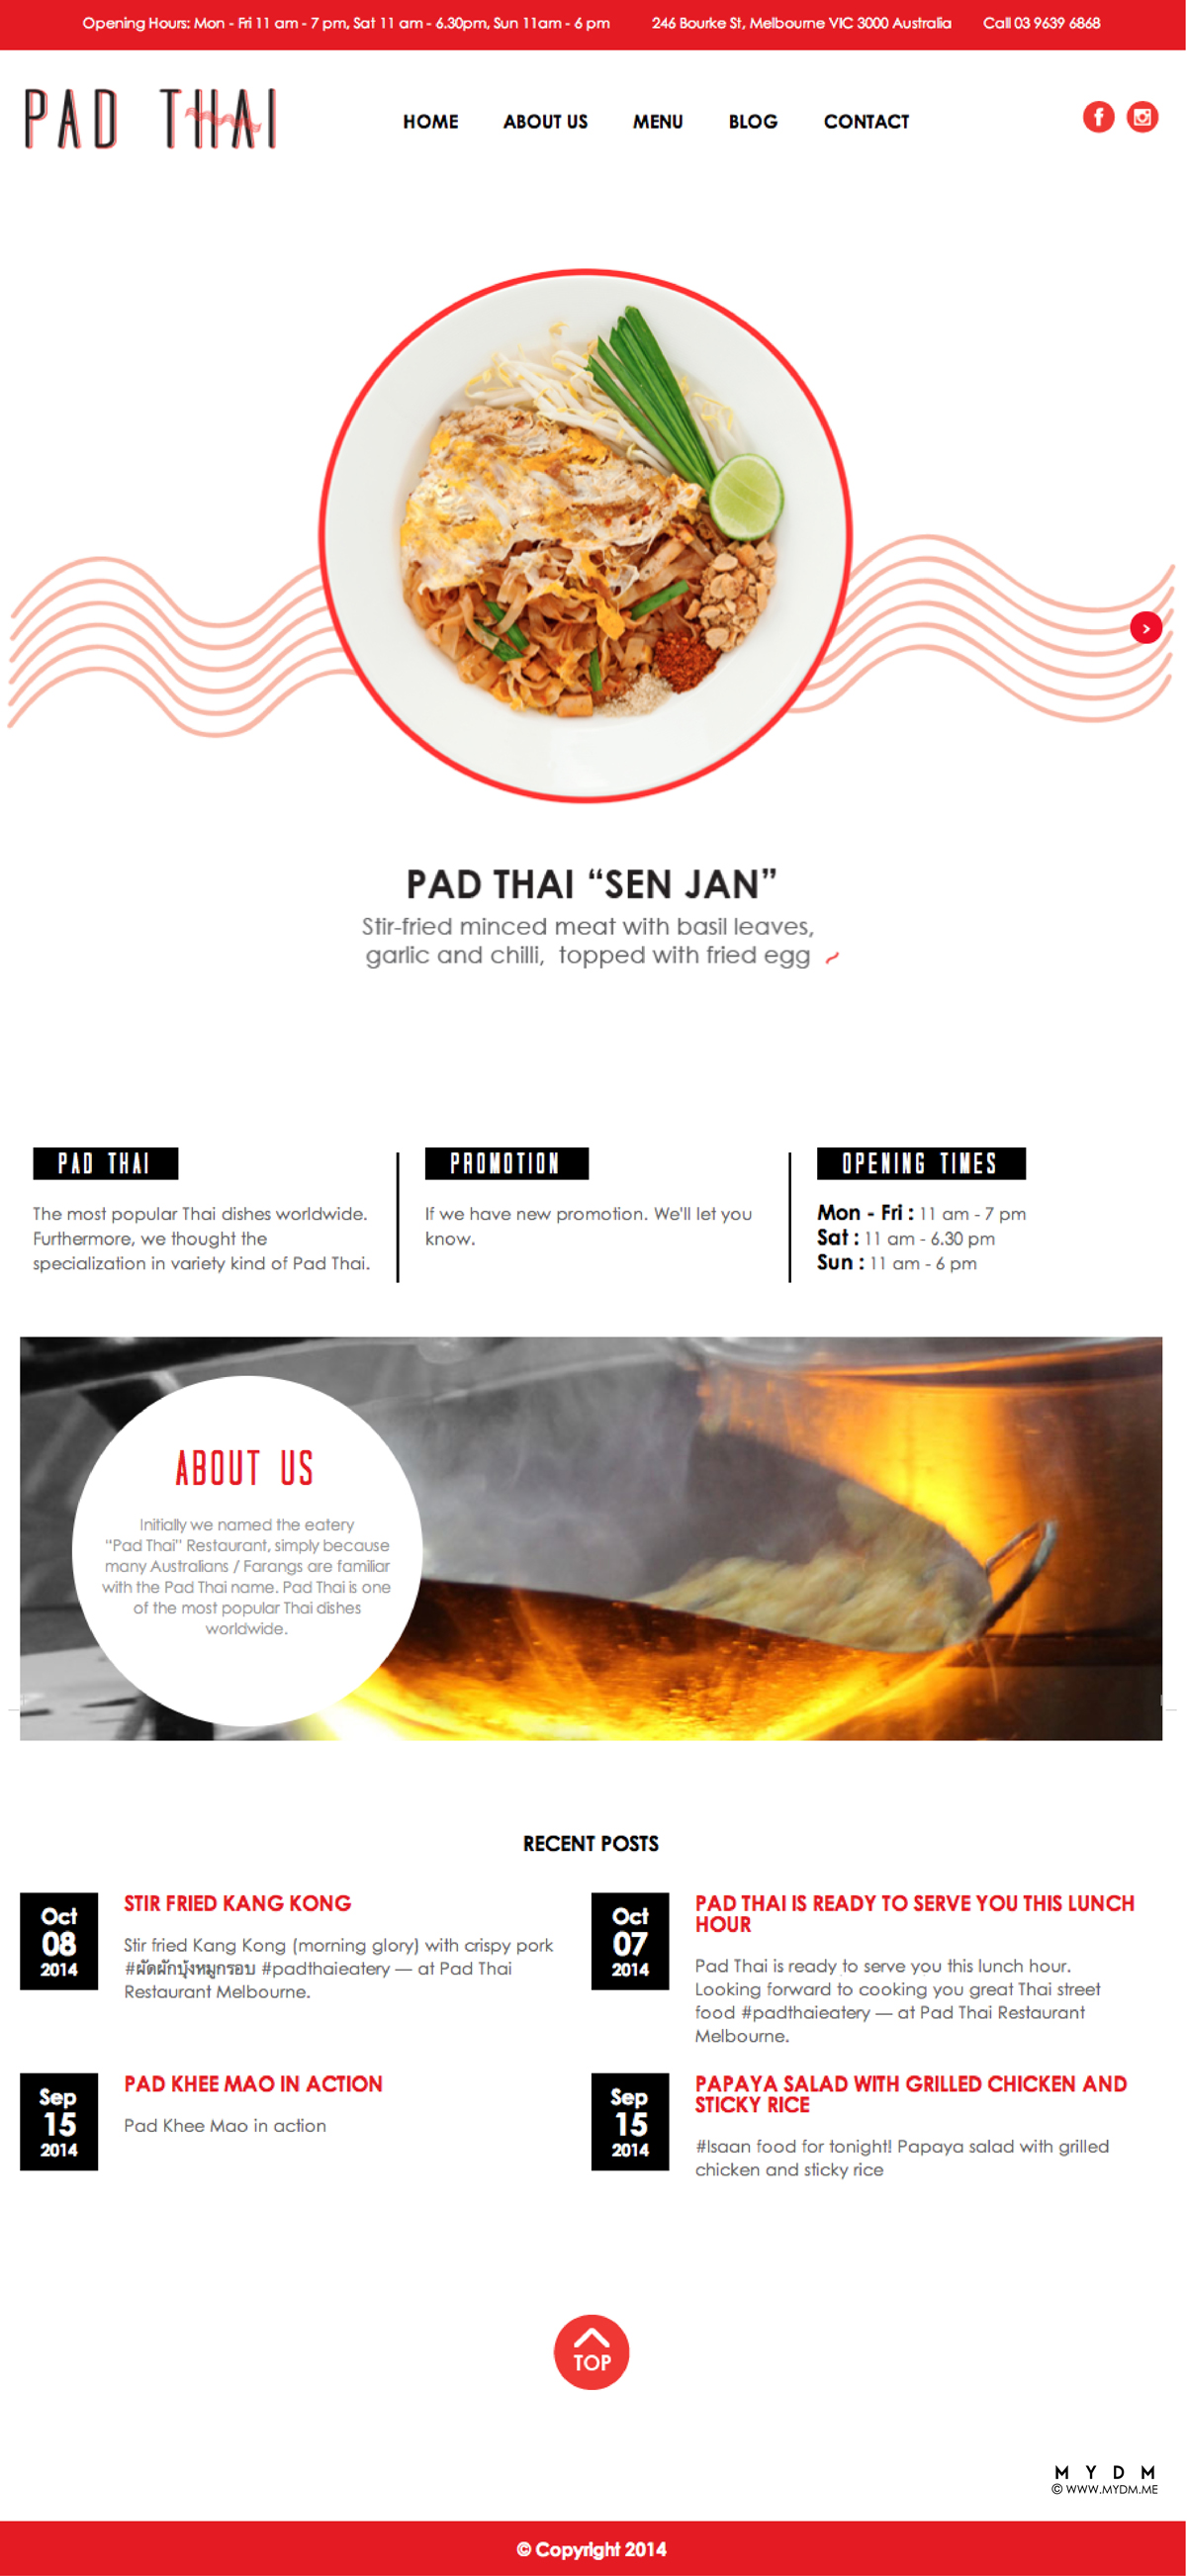 Opening Hours: Mon - Fri 11 am - 7 pm, Sat 11 am - 6.30pm, Sun 11am - 6 pm 246 Bourke St, Melbourne VIC 3000 Australia Call 03 9639 6868
PAD THAI
HOME ABOUT US MENU BLOG CONTACT
PAD THAI “SEN JAN”
Stir-fried minced meat with basil leaves,
garlic and chilli, topped with fried egg
PAD THAI
The most popular Thai dishes worldwide.
Furthermore, we thought the
specialization in variety kind of Pad Thai.
PROMOTION
If we have new promotion. We'll let you
know.
OPENING TIMES
Mon - Fri : 11 am - 7 pm
Sat : 11 am - 6.30 pm
Sun : 11 am - 6 pm
ABOUT US
Initially we named the eatery
“Pad Thai” Restaurant, simply because
many Australians / Farangs are familiar
with the Pad Thai name. Pad Thai is one
of the most popular Thai dishes
worldwide.
RECENT POSTS
Oct
08
2014
STIR FRIED KANG KONG
Stir fried Kang Kong (morning glory) with crispy pork
#ผัดผักบุ้งหมูกรอบ #padthaieatery — at Pad Thai
Restaurant Melbourne.
Oct
07
2014
PAD THAI IS READY TO SERVE YOU THIS LUNCH
HOUR
Pad Thai is ready to serve you this lunch hour.
Looking forward to cooking you great Thai street
food #padthaieatery — at Pad Thai Restaurant
Melbourne.
Sep
15
2014
PAD KHEE MAO IN ACTION
Pad Khee Mao in action
Sep
15
2014
PAPAYA SALAD WITH GRILLED CHICKEN AND
STICKY RICE
#Isaan food for tonight! Papaya salad with grilled
chicken and sticky rice
TOP
M Y D M
© WWW.MYDM.ME
© Copyright 2014